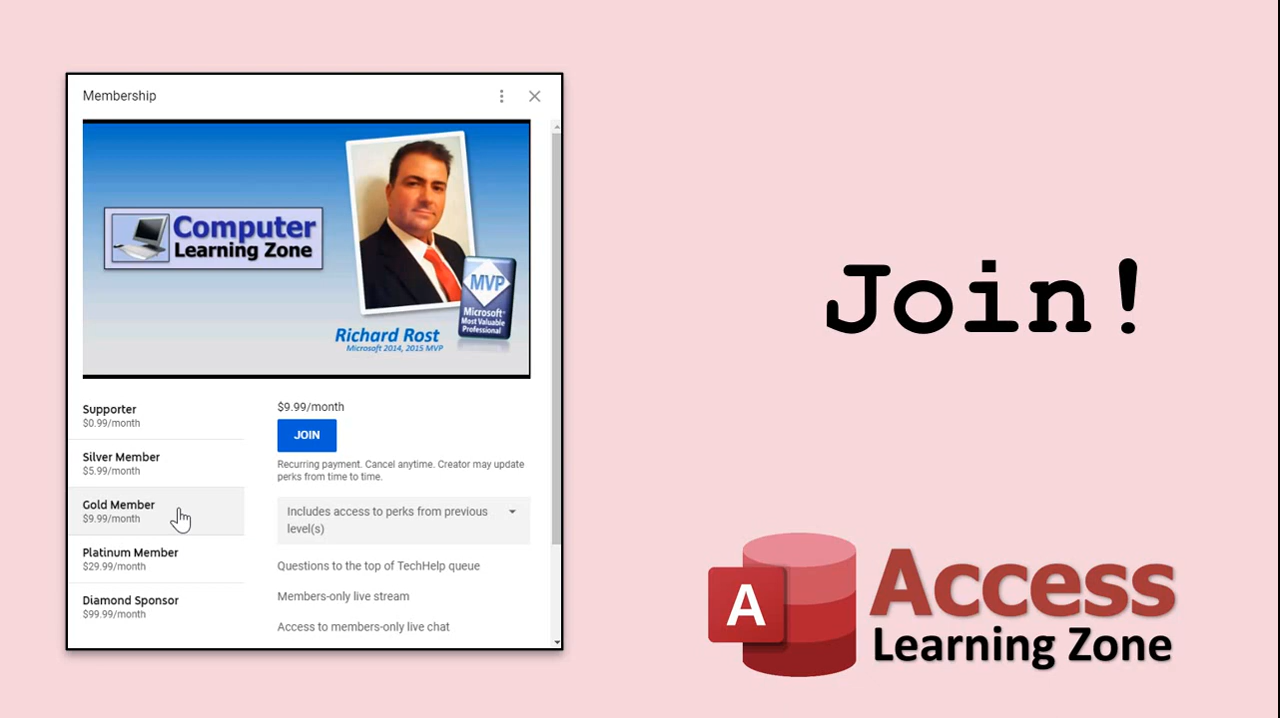 Membership
Computer
Learning Zone
MVP
Microsoft®
Most Valuable
Professional
Richard Rost
Microsoft 2014, 2015 MVP
Supporter
$0.99/month
Silver Member
$5.99/month
Gold Member
$9.99/month
Platinum Member
$29.99/month
Diamond Sponsor
$99.99/month
$9.99/month
JOIN
Recurring payment. Cancel anytime. Creator may update
perks from time to time.
Includes access to perks from previous
level(s)
Questions to the top of TechHelp queue
Members-only live stream
Access to members-only live chat
Join!
A
Access
Learning Zone